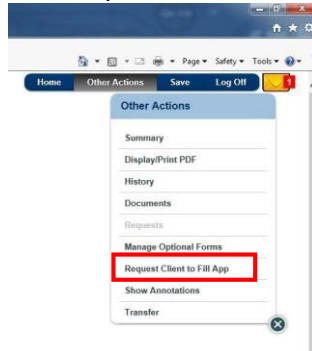 Page Safety Tools
Home Other Actions Save Log Off 1
Other Actions
Summary
Display/Print PDF
History
Documents
Requests
Manage Optional Forms
Request Client to Fill App
Show Annotations
Transfer